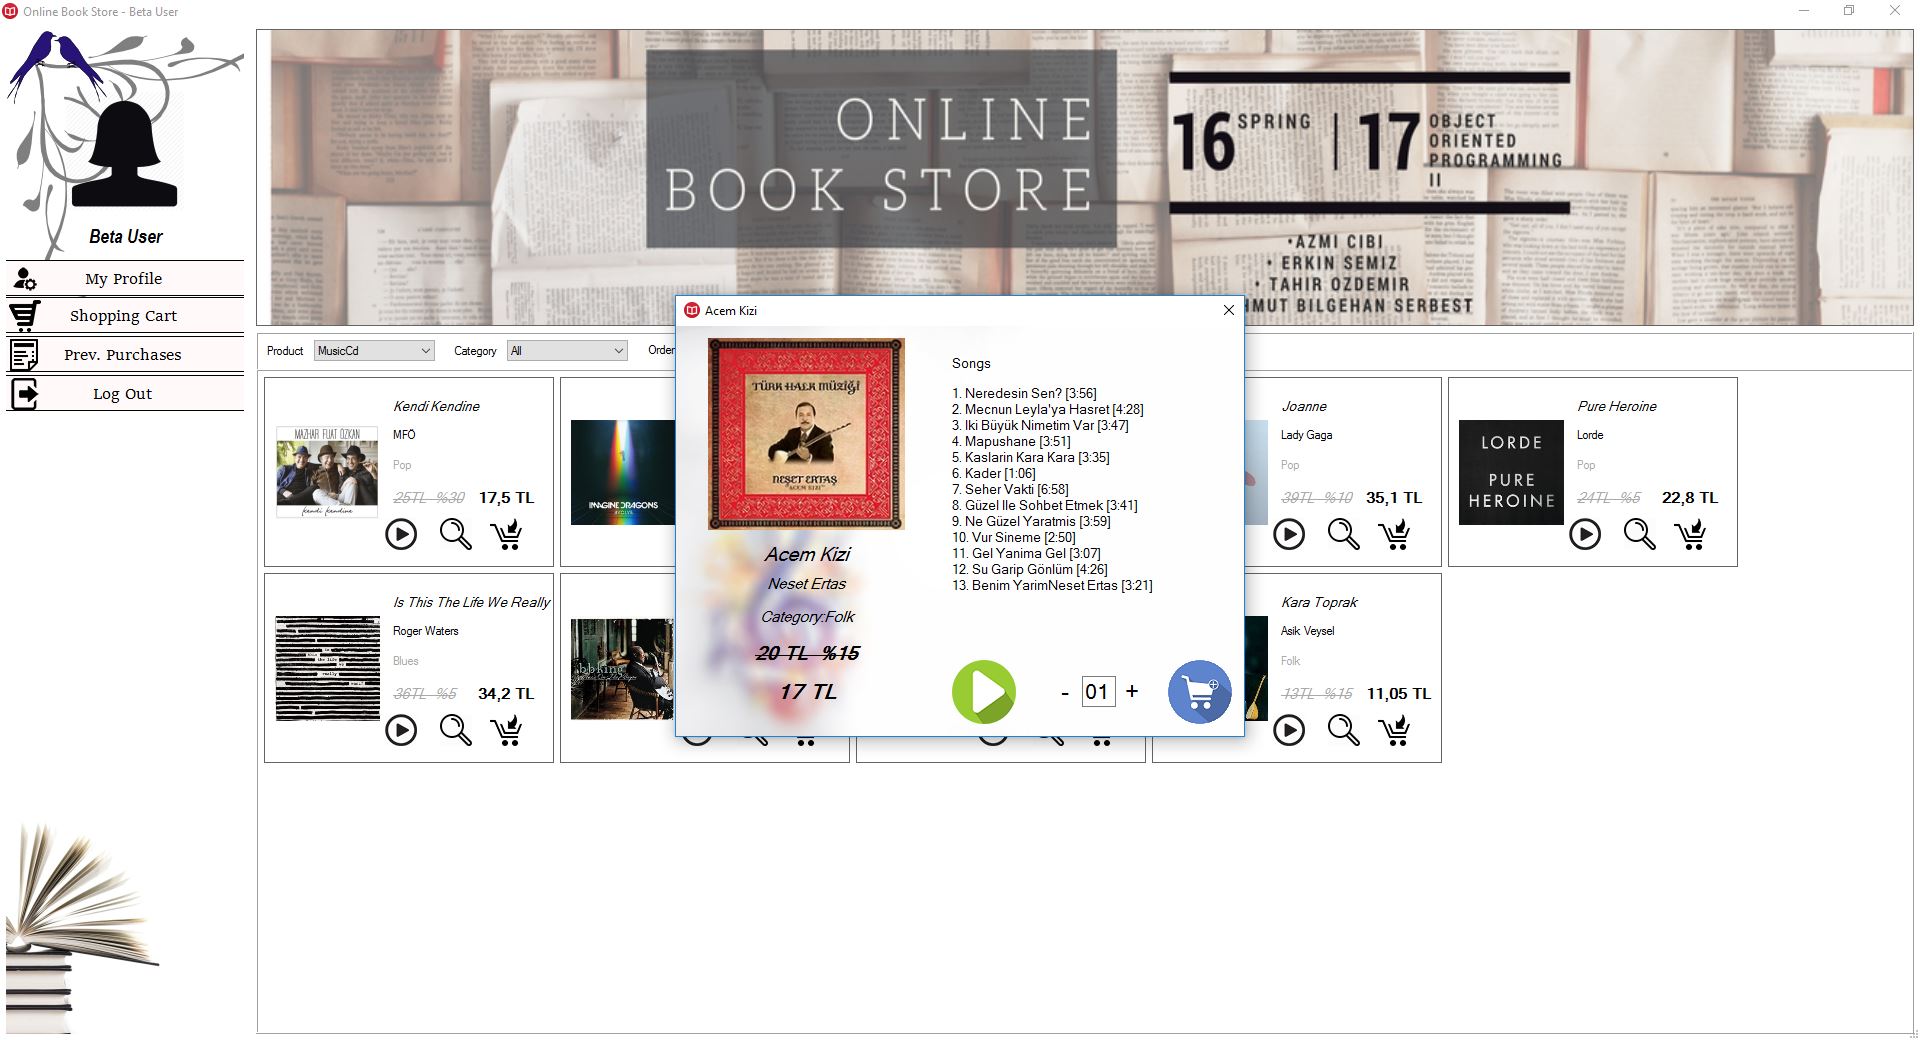 Online Book Store - Beta User
ONLINE
BOOK STORE
16 SPRING | 17 OBJECT
ORIENTED
PROGRAMMING
II
•AZMI CIBI
• ERKIN SEMIZ
• TAHIR OZDEMIR
MUT BILGEHAN SERBEST
Beta User
My Profile
Shopping Cart
Prev. Purchases
Log Out
Product MusicCd Category All Order
Kendi Kendine
MFÖ
Pop
25TL %30 17,5 TL
MAZHAR FUAT ÖZKAN
kendi kendine
IMAGINE DRAGONS
EVOLVE
Joanne
Lady Gaga
Pop
39TL %10 35,1 TL
LORDE
PURE
HEROINE
Pure Heroine
Lorde
Pop
24TL %5 22,8 TL
Is This The Life We Really
Roger Waters
Blues
36TL %5 34,2 TL
is this
the life we
really
bbking
Kara Toprak
Asik Veysel
Folk
13TL %15 11,05 TL
Acem Kizi
TÜRK HALK MÜZİĞİ
NEŞET ERTAŞ
ACEM KIZI
Acem Kizi
Neset Ertas
Category:Folk
20 TL %15
17 TL
Songs
1. Neredesin Sen? [3:56]
2. Mecnun Leyla'ya Hasret [4:28]
3. Iki Büyük Nimetim Var [3:47]
4. Mapushane [3:51]
5. Kaslarin Kara Kara [3:35]
6. Kader [1:06]
7. Seher Vakti [6:58]
8. Güzel Ile Sohbet Etmek [3:41]
9. Ne Güzel Yaratmis [3:59]
10. Vur Sineme [2:50]
11. Gel Yanima Gel [3:07]
12. Su Garip Gönlüm [4:26]
13. Benim YarimNeset Ertas [3:21]
- 01 +